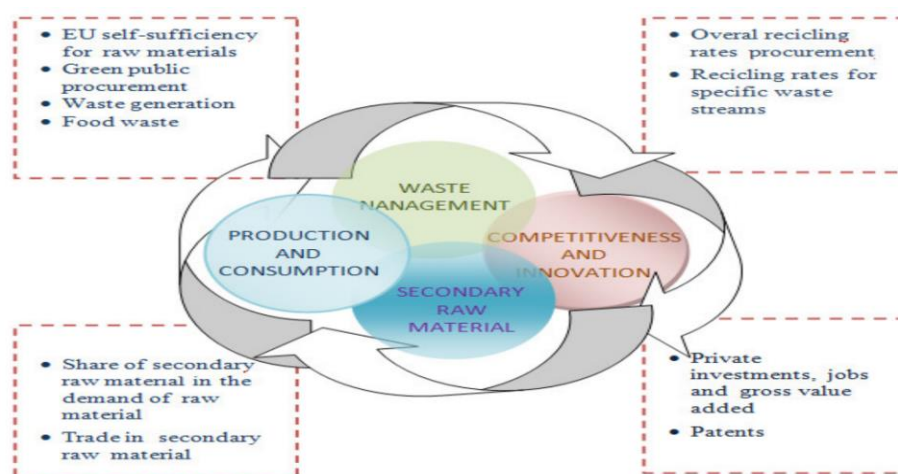 • EU self-sufficiency
for raw materials
• Green public
procurement
• Waste generation
• Food waste
• Overal recicling
rates procurement
• Recicling rates for
specific waste
streams
WASTE
NANAGEMENT
PRODUCTION
AND
CONSUMPTION
COMPETITIVENESS
AND
INNOVATION
SECONDARY
RAW
MATERIAL
• Share of secondary
raw material in the
demand of raw
material
• Trade in secondary
raw material
• Private
investments, jobs
and gross value
added
• Patents